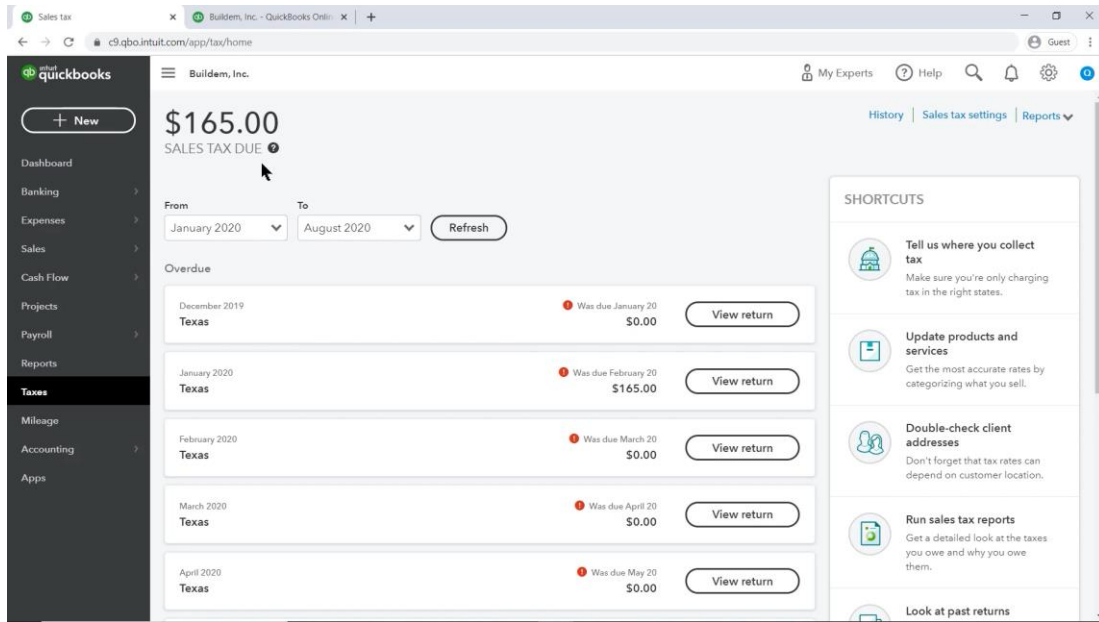 Sales tax
Buildem, Inc. - QuickBooks Onlin
c9.qbo.intuit.com/app/tax/home
Guest
intuit
quickbooks
Buildem, Inc.
My Experts
Help
+ New
$165.00
SALES TAX DUE
History | Sales tax settings | Reports
Dashboard
Banking
Expenses
Sales
Cash Flow
Projects
Payroll
Reports
Taxes
Mileage
Accounting
Apps
From
To
January 2020
August 2020
Refresh
Overdue
December 2019
Texas
Was due January 20
$0.00
View return
January 2020
Texas
Was due February 20
$165.00
View return
February 2020
Texas
Was due March 20
$0.00
View return
March 2020
Texas
Was due April 20
$0.00
View return
April 2020
Texas
Was due May 20
$0.00
View return
SHORTCUTS
Tell us where you collect
tax
Make sure you're only charging
tax in the right states.
Update products and
services
Get the most accurate rates by
categorizing what you sell.
Double-check client
addresses
Don't forget that tax rates can
depend on customer location.
Run sales tax reports
Get a detailed look at the taxes
you owe and why you owe
them.
Look at past returns